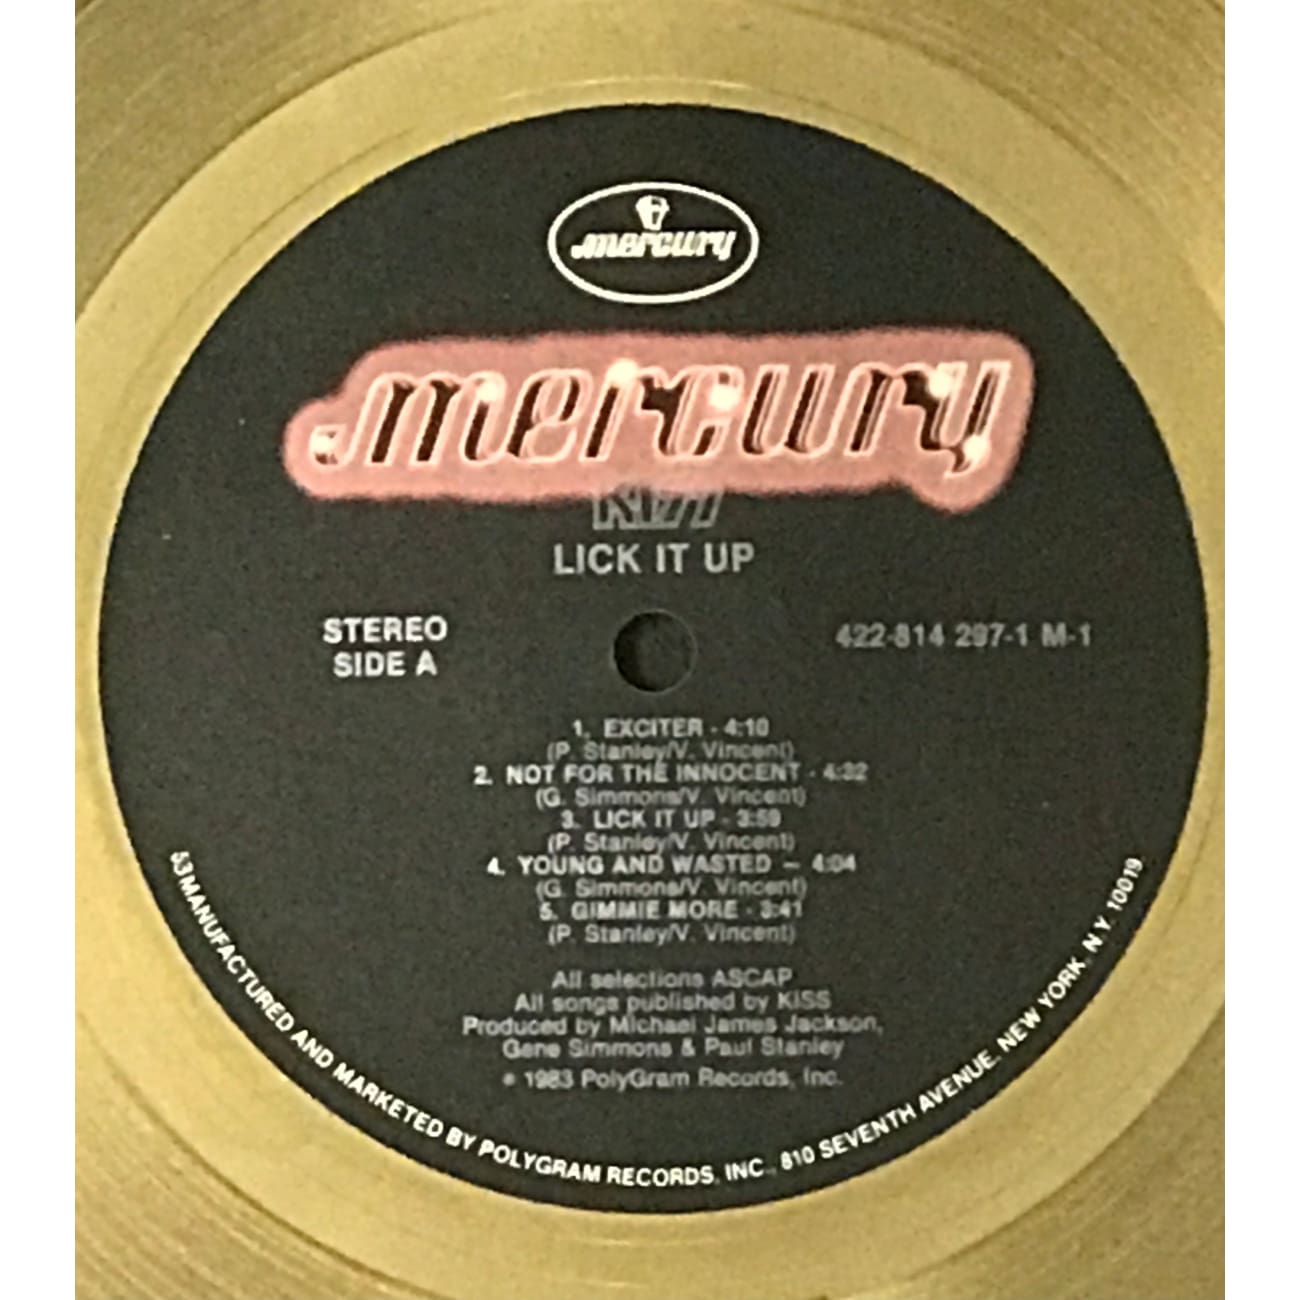 mercury
mercury
KISS
LICK IT UP
STEREO
SIDE A
422-814 297-1 M-1
1. EXCITER - 4:10
(P. Stanley/V. Vincent)
2. NOT FOR THE INNOCENT - 4:32
(G. Simmons/V. Vincent)
3. LICK IT UP - 3:59
(P. Stanley/V. Vincent)
4. YOUNG AND WASTED — 4:04
(G. Simmons/V. Vincent)
5. GIMMIE MORE - 3:41
(P. Stanley/V. Vincent)
All selections ASCAP
All songs published by KISS
Produced by Michael James Jackson,
Gene Simmons & Paul Stanley
℗ 1983 PolyGram Records, Inc.
53 MANUFACTURED AND MARKETED BY POLYGRAM RECORDS, INC., 810 SEVENTH AVENUE, NEW YORK, N.Y. 10019